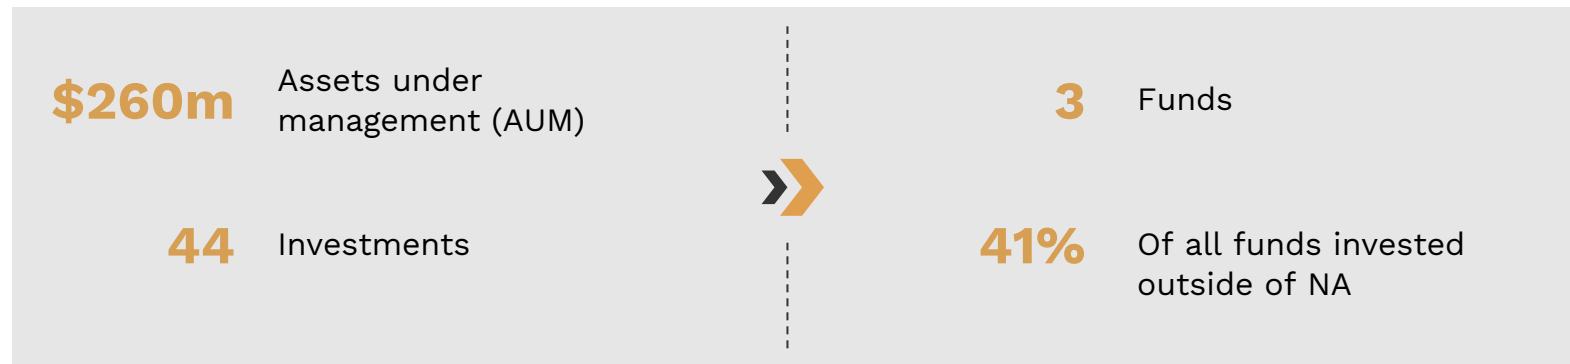 $260m
Assets under
management (AUM)
44
Investments
3
Funds
41%
Of all funds invested
outside of NA